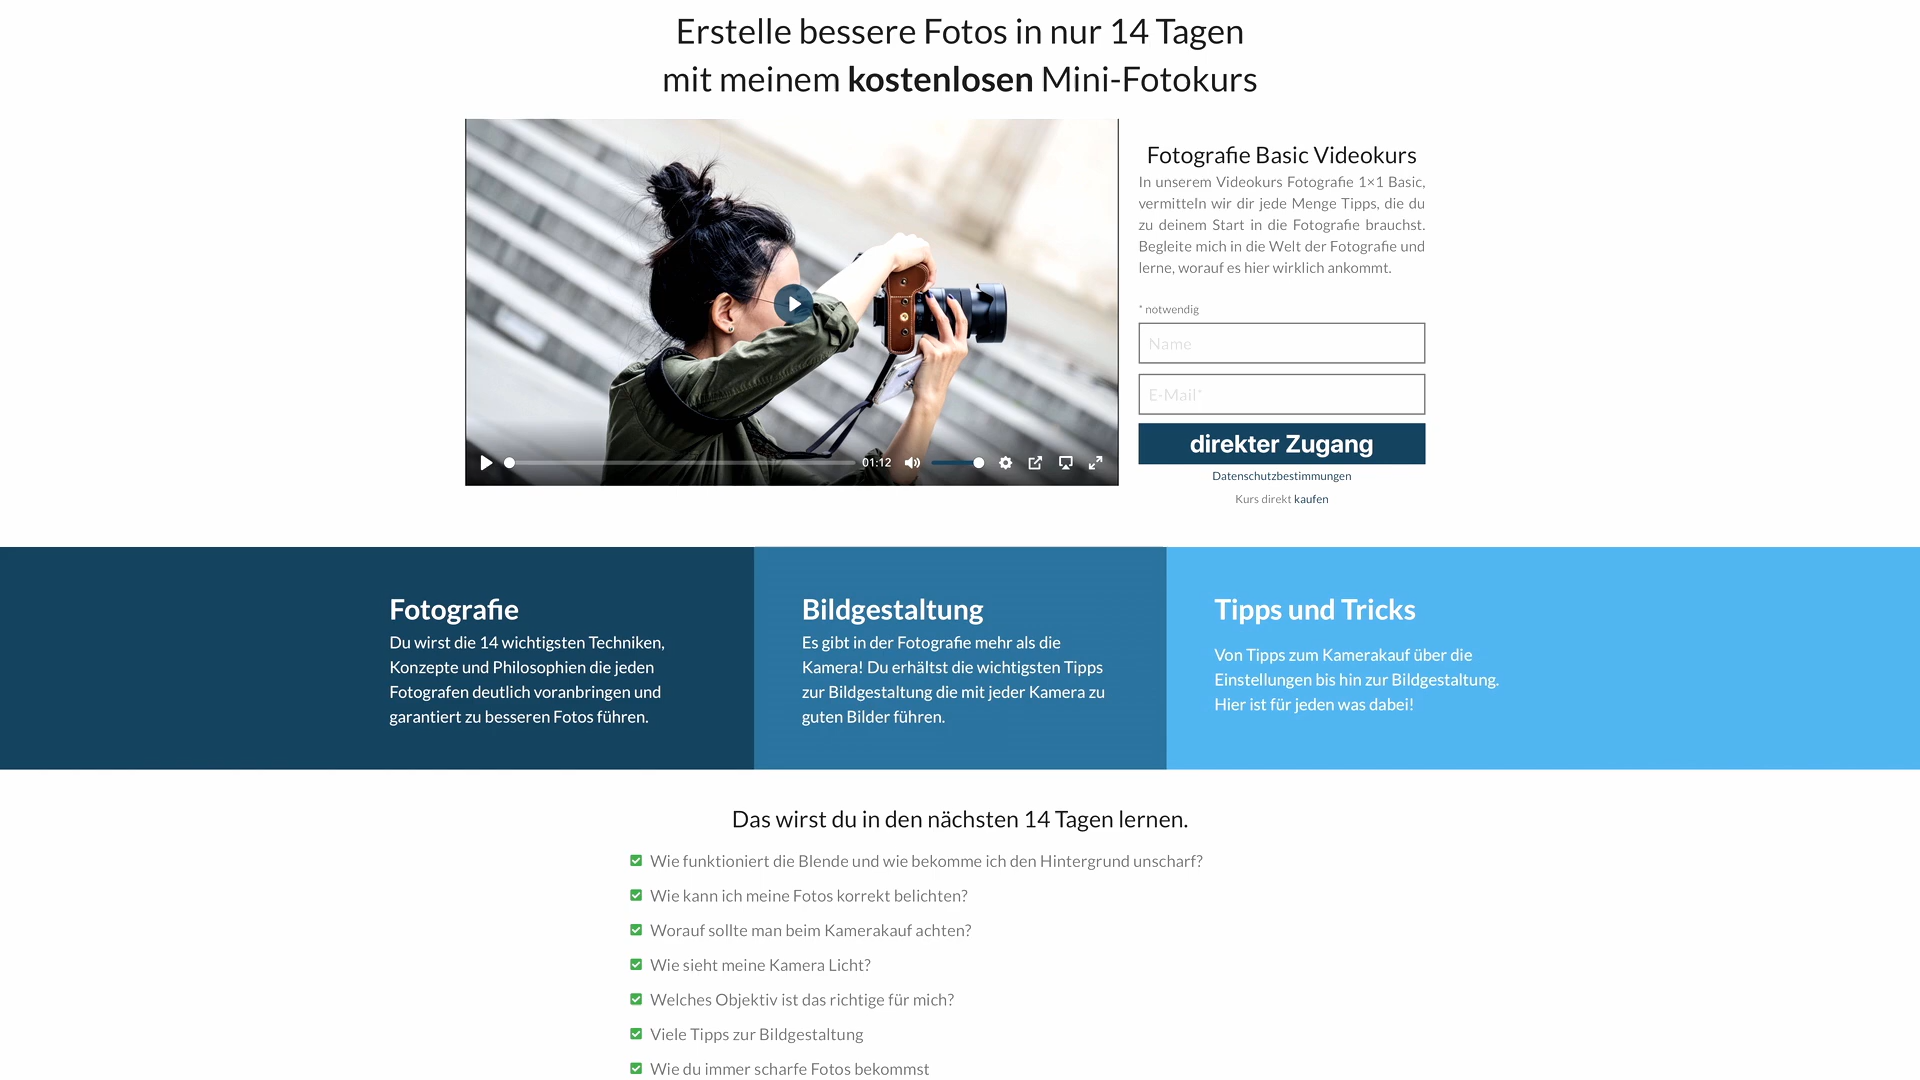 Erstelle bessere Fotos in nur 14 Tagen
mit meinem kostenlosen Mini-Fotokurs
01:12
Fotografie Basic Videokurs
In unserem Videokurs Fotografie 1×1 Basic,
vermitteln wir dir jede Menge Tipps, die du
zu deinem Start in die Fotografie brauchst.
Begleite mich in die Welt der Fotografie und
lerne, worauf es hier wirklich ankommt.
* notwendig
Name
E-Mail*
direkter Zugang
Datenschutzbestimmungen
Kurs direkt kaufen
Fotografie
Du wirst die 14 wichtigsten Techniken,
Konzepte und Philosophien die jeden
Fotografen deutlich voranbringen und
garantiert zu besseren Fotos führen.
Bildgestaltung
Es gibt in der Fotografie mehr als die
Kamera! Du erhältst die wichtigsten Tipps
zur Bildgestaltung die mit jeder Kamera zu
guten Bilder führen.
Tipps und Tricks
Von Tipps zum Kamerakauf über die
Einstellungen bis hin zur Bildgestaltung.
Hier ist für jeden was dabei!
Das wirst du in den nächsten 14 Tagen lernen.
Wie funktioniert die Blende und wie bekomme ich den Hintergrund unscharf?
Wie kann ich meine Fotos korrekt belichten?
Worauf sollte man beim Kamerakauf achten?
Wie sieht meine Kamera Licht?
Welches Objektiv ist das richtige für mich?
Viele Tipps zur Bildgestaltung
Wie du immer scharfe Fotos bekommst